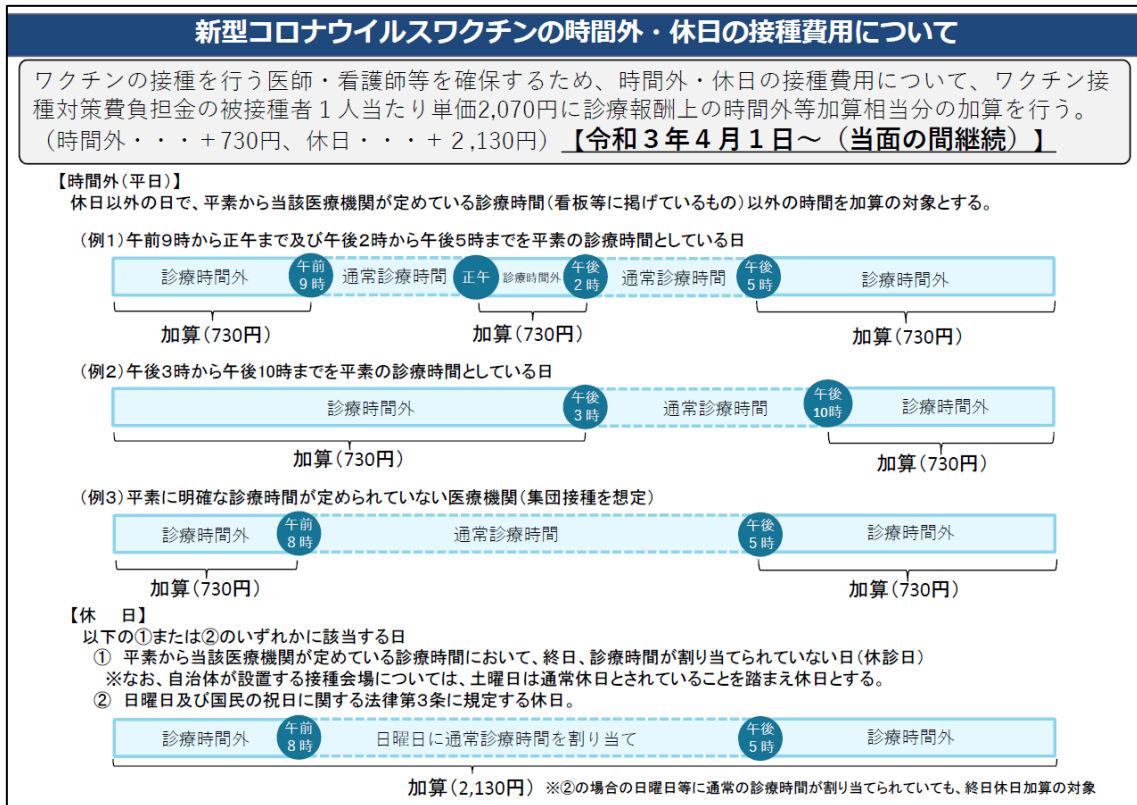 新型コロナウイルスワクチンの時間外・休日の接種費用について
ワクチンの接種を行う医師・看護師等を確保するため、時間外・休日の接種費用について、ワクチン接
種対策費負担金の被接種者１人当たり単価2,070円に診療報酬上の時間外等加算相当分の加算を行う。
（時間外・・・＋730円、休日・・・＋２,130円）【令和３年４月１日～（当面の間継続）】
【時間外（平日）】
休日以外の日で、平素から当該医療機関が定めている診療時間（看板等に掲げているもの）以外の時間を加算の対象とする。
（例１）午前９時から正午まで及び午後２時から午後５時までを平素の診療時間としている日
診療時間外 午前９時 通常診療時間 正午 診療時間外 午後２時 通常診療時間 午後５時 診療時間外
加算（730円） 加算（730円） 加算（730円）
（例２）午後３時から午後10時までを平素の診療時間としている日
診療時間外 午後３時 通常診療時間 午後10時 診療時間外
加算（730円） 加算（730円）
（例３）平素に明確な診療時間が定められていない医療機関（集団接種を想定）
診療時間外 午前８時 通常診療時間 午後５時 診療時間外
加算（730円） 加算（730円）
【休　日】
以下の①または②のいずれかに該当する日
① 平素から当該医療機関が定めている診療時間において、終日、診療時間が割り当てられていない日（休診日）
※なお、自治体が設置する接種会場については、土曜日は通常休日とされていることを踏まえ休日とする。
② 日曜日及び国民の祝日に関する法律第３条に規定する休日。
診療時間外 午前８時 日曜日に通常診療時間を割り当て 午後５時 診療時間外
加算（2,130円） ※②の場合の日曜日等に通常の診療時間が割り当てられていても、終日休日加算の対象